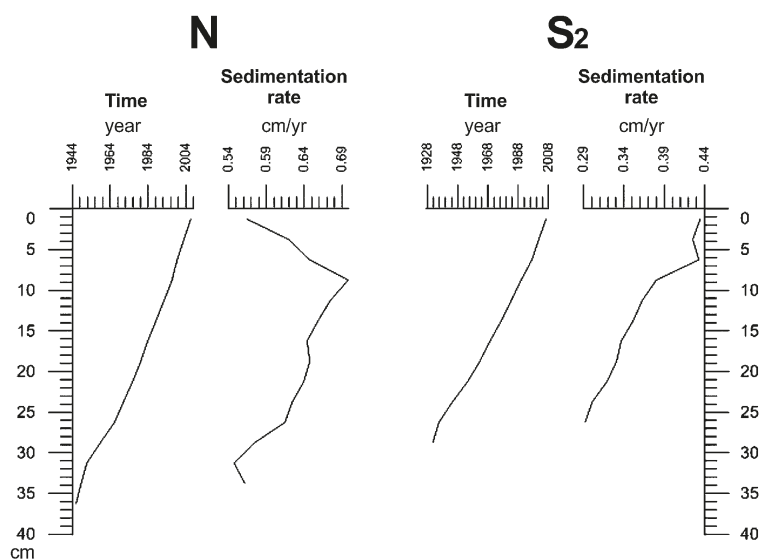 N
S2
Time
year
Sedimentation
rate
cm/yr
Time
year
Sedimentation
rate
cm/yr
1944
1964
1984
2004
0.54
0.59
0.64
0.69
1928
1948
1968
1988
2008
0.29
0.34
0.39
0.44
0
5
10
15
20
25
30
35
40
cm
0
5
10
15
20
25
30
35
40